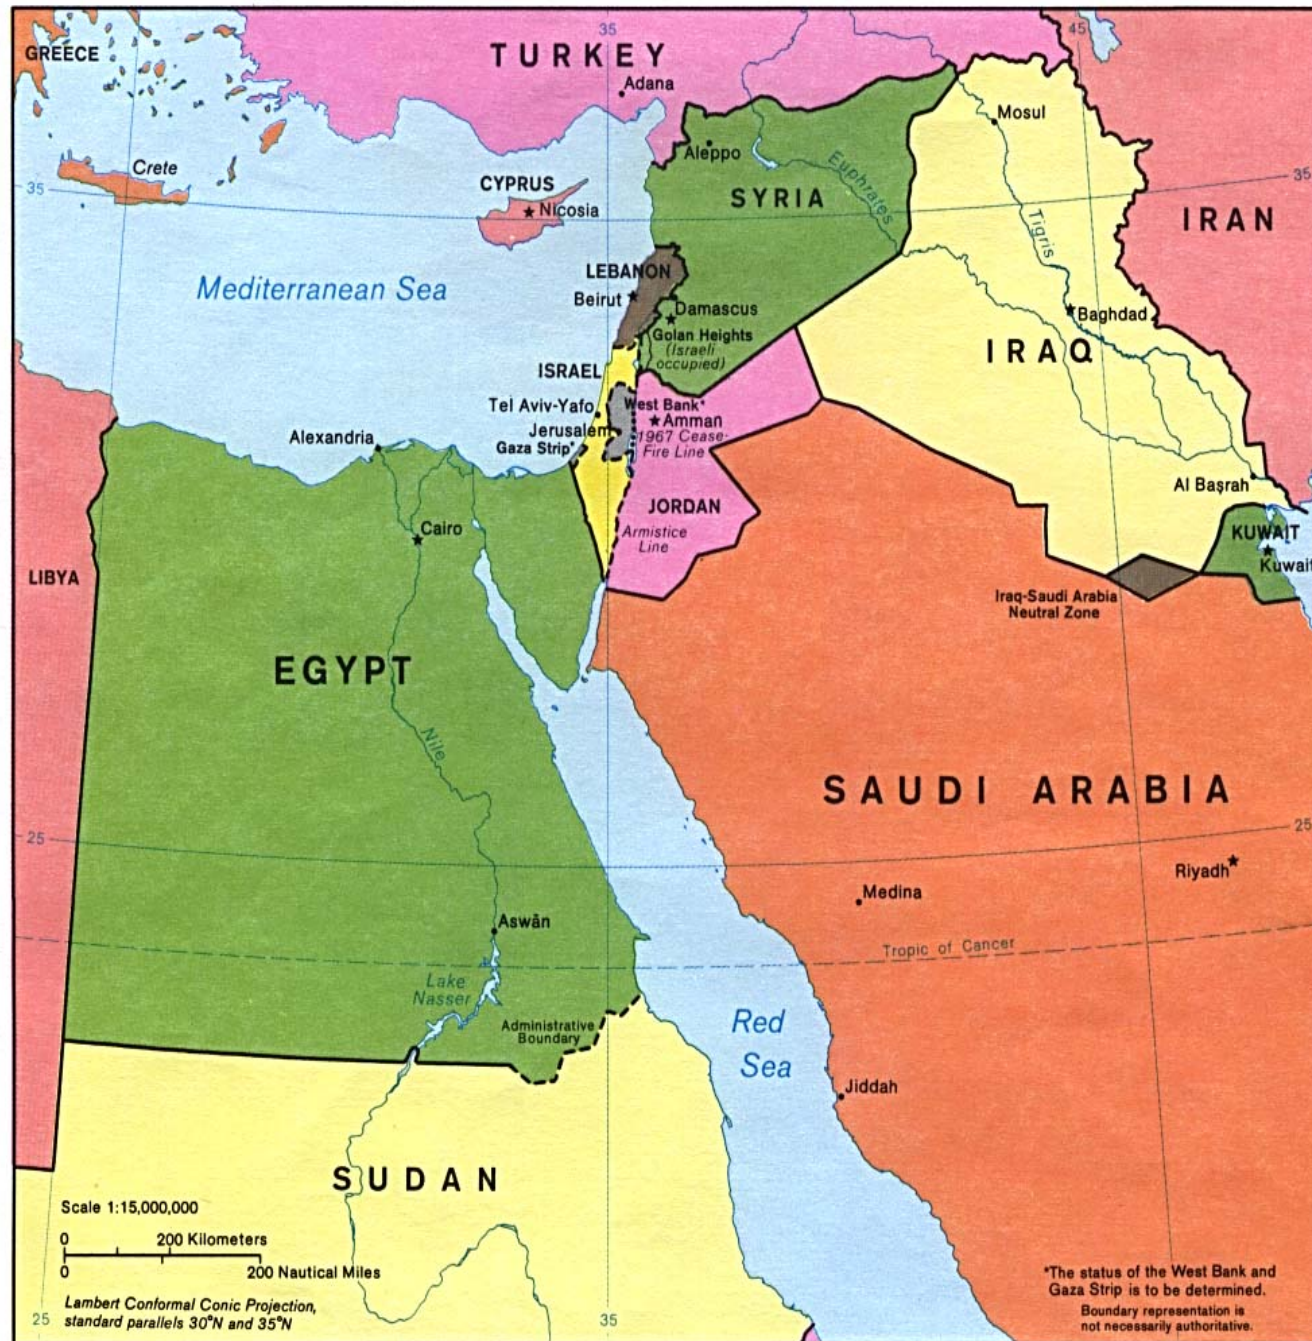 GREECE
TURKEY
35
45
Adana
Mosul
Aleppo
Crete
35
CYPRUS
Nicosia
SYRIA
Euphrates
Tigris
35
IRAN
Mediterranean Sea
LEBANON
Beirut
Damascus
Baghdad
Golan Heights
(Israeli
occupied)
IRAQ
ISRAEL
Tel Aviv-Yafo
West Bank*
Amman
Jerusalem
1967 Cease-
Fire Line
Gaza Strip*
Alexandria
Al Baṣrah
JORDAN
Armistice
Line
Cairo
KUWAIT
Kuwait
LIBYA
Iraq-Saudi Arabia
Neutral Zone
EGYPT
Nile
SAUDI ARABIA
25
25
Riyadh
Medina
Aswān
Tropic of Cancer
Lake
Nasser
Administrative
Boundary
Red
Sea
Jiddah
SUDAN
Scale 1:15,000,000
0 200 Kilometers
0 200 Nautical Miles
Lambert Conformal Conic Projection,
standard parallels 30°N and 35°N
25
35
*The status of the West Bank and
Gaza Strip is to be determined.
Boundary representation is
not necessarily authoritative.